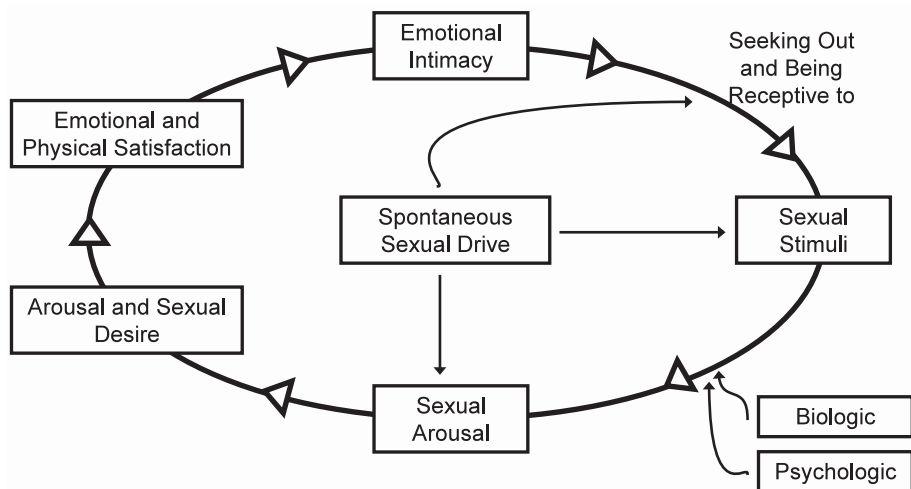 Emotional
Intimacy
Seeking Out
and Being
Receptive to
Emotional and
Physical Satisfaction
Spontaneous
Sexual Drive
Sexual
Stimuli
Arousal and Sexual
Desire
Sexual
Arousal
Biologic
Psychologic